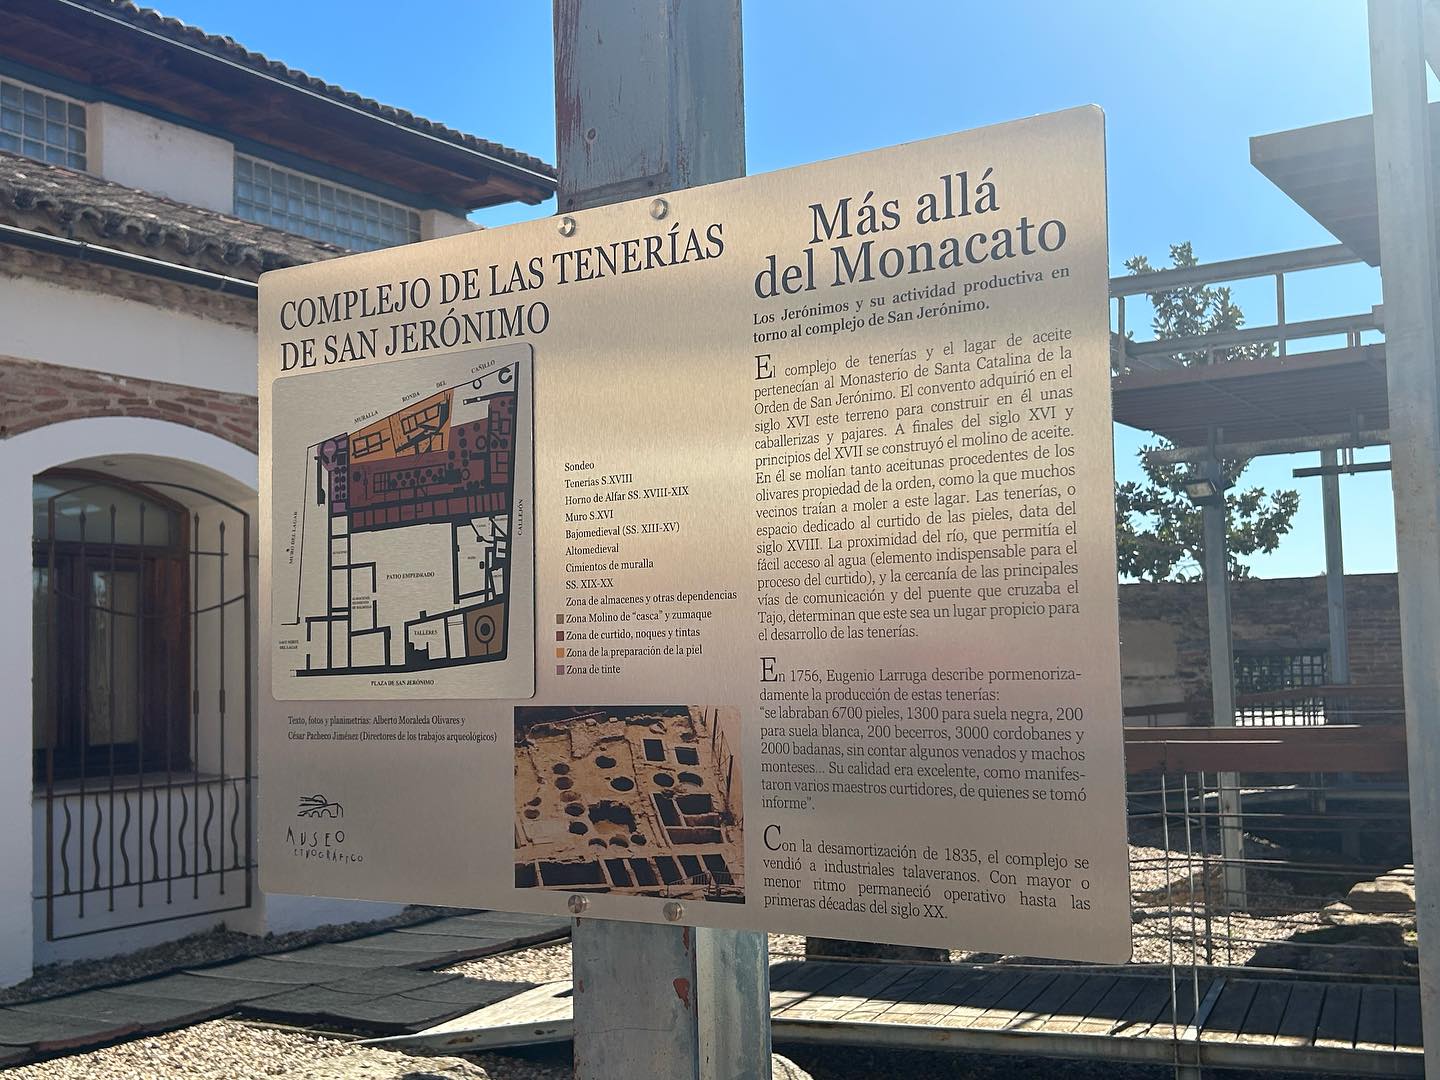 COMPLEJO DE LAS TENERÍAS
DE SAN JERÓNIMO
MURALLA RONDA DEL CAÑILLO
MURO DEL LAGAR
CALLEJÓN
PATIO EMPEDRADO
TALLERES
DEL LAGAR
PLAZA DE SAN JERÓNIMO
Sondeo
Tenerías S.XVIII
Horno de Alfar SS. XVIII-XIX
Muro S.XVI
Bajomedieval (SS. XIII-XV)
Altomedieval
Cimientos de muralla
SS. XIX-XX
Zona de almacenes y otras dependencias
Zona Molino de "casca" y zumaque
Zona de curtido, noques y tintas
Zona de la preparación de la piel
Zona de tinte
Texto, fotos y planimetrías: Alberto Moraleda Olivares y
César Pacheco Jiménez (Directores de los trabajos arqueológicos)
MUSEO
ETNOGRÁFICO
Más allá
del Monacato
Los Jerónimos y su actividad productiva en
torno al complejo de San Jerónimo.
El complejo de tenerías y el lagar de aceite
pertenecían al Monasterio de Santa Catalina de la
Orden de San Jerónimo. El convento adquirió en el
siglo XVI este terreno para construir en él unas
caballerizas y pajares. A finales del siglo XVI y
principios del XVII se construyó el molino de aceite.
En él se molían tanto aceitunas procedentes de los
olivares propiedad de la orden, como la que muchos
vecinos traían a moler a este lagar. Las tenerías, o
espacio dedicado al curtido de las pieles, data del
siglo XVIII. La proximidad del río, que permitía el
fácil acceso al agua (elemento indispensable para el
proceso del curtido), y la cercanía de las principales
vías de comunicación y del puente que cruzaba el
Tajo, determinan que este sea un lugar propicio para
el desarrollo de las tenerías.
En 1756, Eugenio Larruga describe pormenoriza-
damente la producción de estas tenerías:
"se labraban 6700 pieles, 1300 para suela negra, 200
para suela blanca, 200 becerros, 3000 cordobanes y
2000 badanas, sin contar algunos venados y machos
monteses... Su calidad era excelente, como manifes-
taron varios maestros curtidores, de quienes se tomó
informe".
Con la desamortización de 1835, el complejo se
vendió a industriales talaveranos. Con mayor o
menor ritmo permaneció operativo hasta las
primeras décadas del siglo XX.